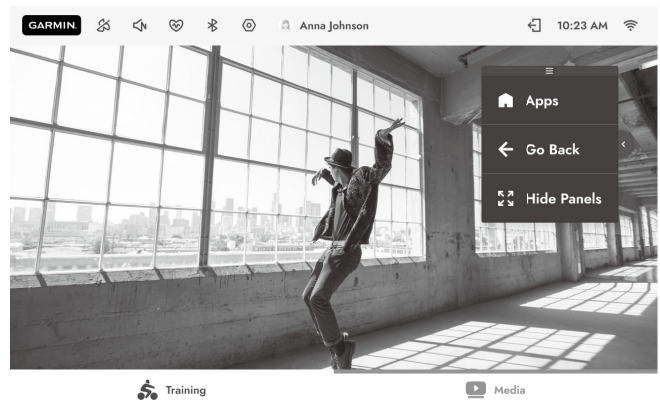 GARMIN.
Anna Johnson
10:23 AM
Apps
Go Back
Hide Panels
Training
Media